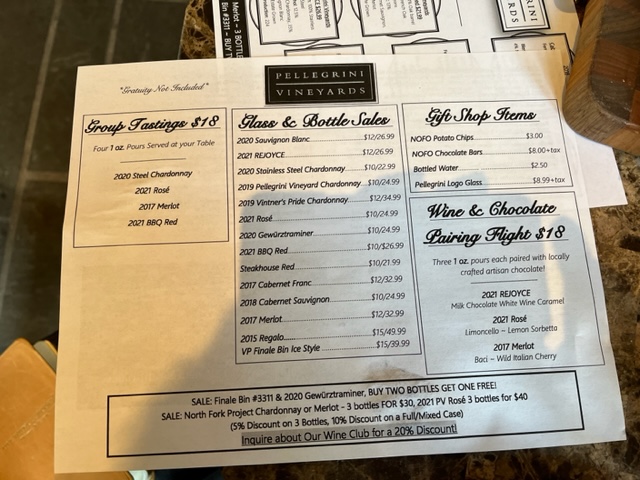 Merlot - 3 BOTTL
Bin #3311 - BUY T
VINEYARDS
*Gratuity Not Included*
PELLEGRINI
VINEYARDS
Group Tastings $18
Four 1 oz. Pours Served at your Table
2020 Steel Chardonnay
2021 Rosé
2017 Merlot
2021 BBQ Red
Glass & Bottle Sales
2020 Sauvignon Blanc $12/26.99
2021 REJOYCE $12/26.99
2020 Stainless Steel Chardonnay $10/22.99
2019 Pellegrini Vineyard Chardonnay $10/24.99
2019 Vintner's Pride Chardonnay $12/34.99
2021 Rosé $10/24.99
2020 Gewürztraminer $10/24.99
2021 BBQ Red $10/$26.99
Steakhouse Red $10/21.99
2017 Cabernet Franc $12/32.99
2018 Cabernet Sauvignon $10/24.99
2017 Merlot $12/32.99
2015 Regalo $15/49.99
VP Finale Bin Ice Style $15/39.99
Gift Shop Items
NOFO Potato Chips $3.00
NOFO Chocolate Bars $8.00+tax
Bottled Water $2.50
Pellegrini Logo Glass $8.99+tax
Wine & Chocolate
Pairing Flight $18
Three 1 oz. pours each paired with locally
crafted artisan chocolate!
2021 REJOYCE
Milk Chocolate White Wine Caramel
2021 Rosé
Limoncello – Lemon Sorbetta
2017 Merlot
Baci – Wild Italian Cherry
SALE: Finale Bin #3311 & 2020 Gewürztraminer, BUY TWO BOTTLES GET ONE FREE!
SALE: North Fork Project Chardonnay or Merlot - 3 bottles FOR $30, 2021 PV Rosé 3 bottles for $40
(5% Discount on 3 Bottles, 10% Discount on a Full/Mixed Case)
Inquire about Our Wine Club for a 20% Discount!